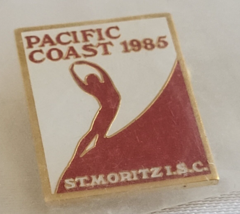 PACIFIC
COAST 1985
ST. MORITZ I.S.C.